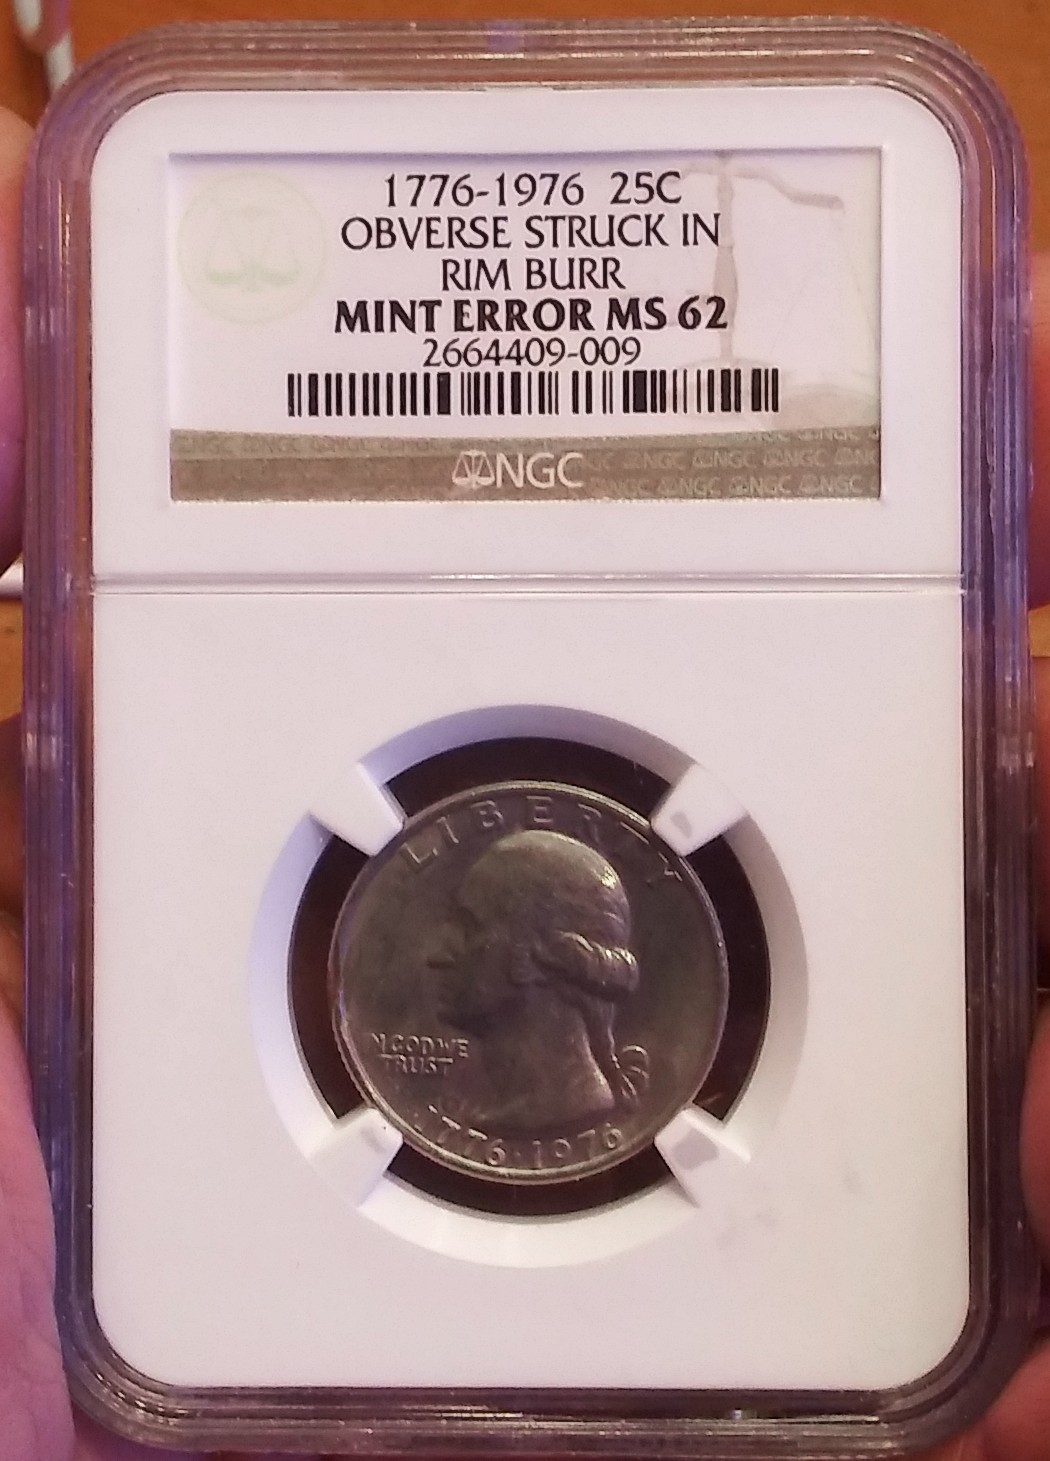 1776-1976 25C
OBVERSE STRUCK IN
RIM BURR
MINT ERROR MS 62
2664409-009
NGC
LIBERTY
IN GOD WE
TRUST
1776·1976